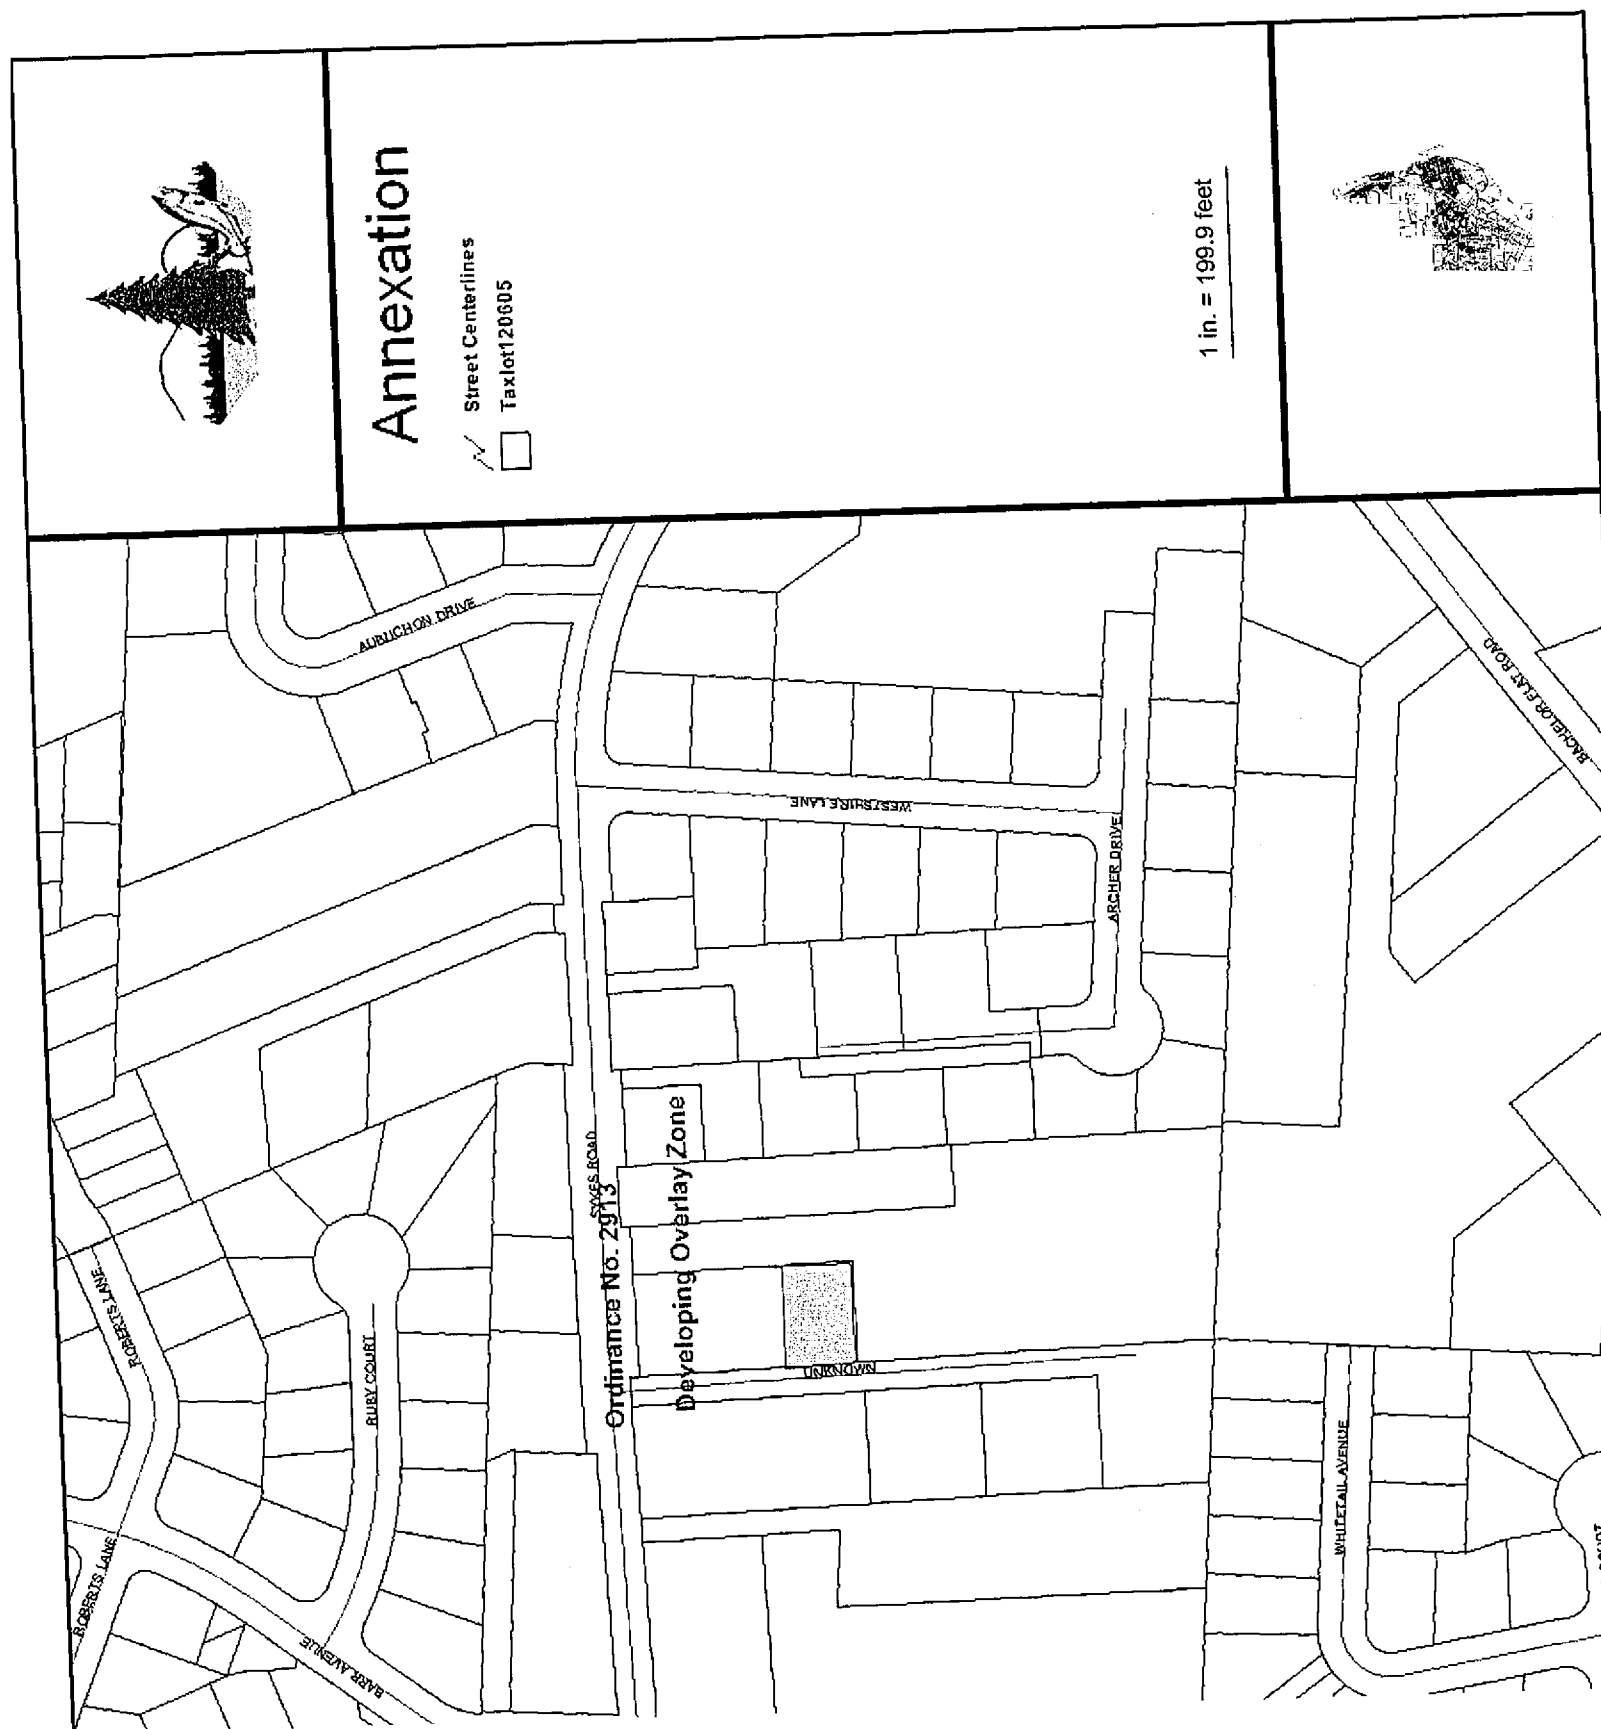 Annexation
Street Centerlines
Taxlot120605
1 in. = 199.9 feet
AUBUCHON DRIVE
BACHELOR FLAT ROAD
WESTSHIRE LANE
ARCHER DRIVE
SYKES ROAD
Ordinance No. 2913
Developing Overlay Zone
ROBERTS LANE
RUBY COURT
UNKNOWN
WHITETAIL AVENUE
ROBERTS LANE
BARR AVENUE